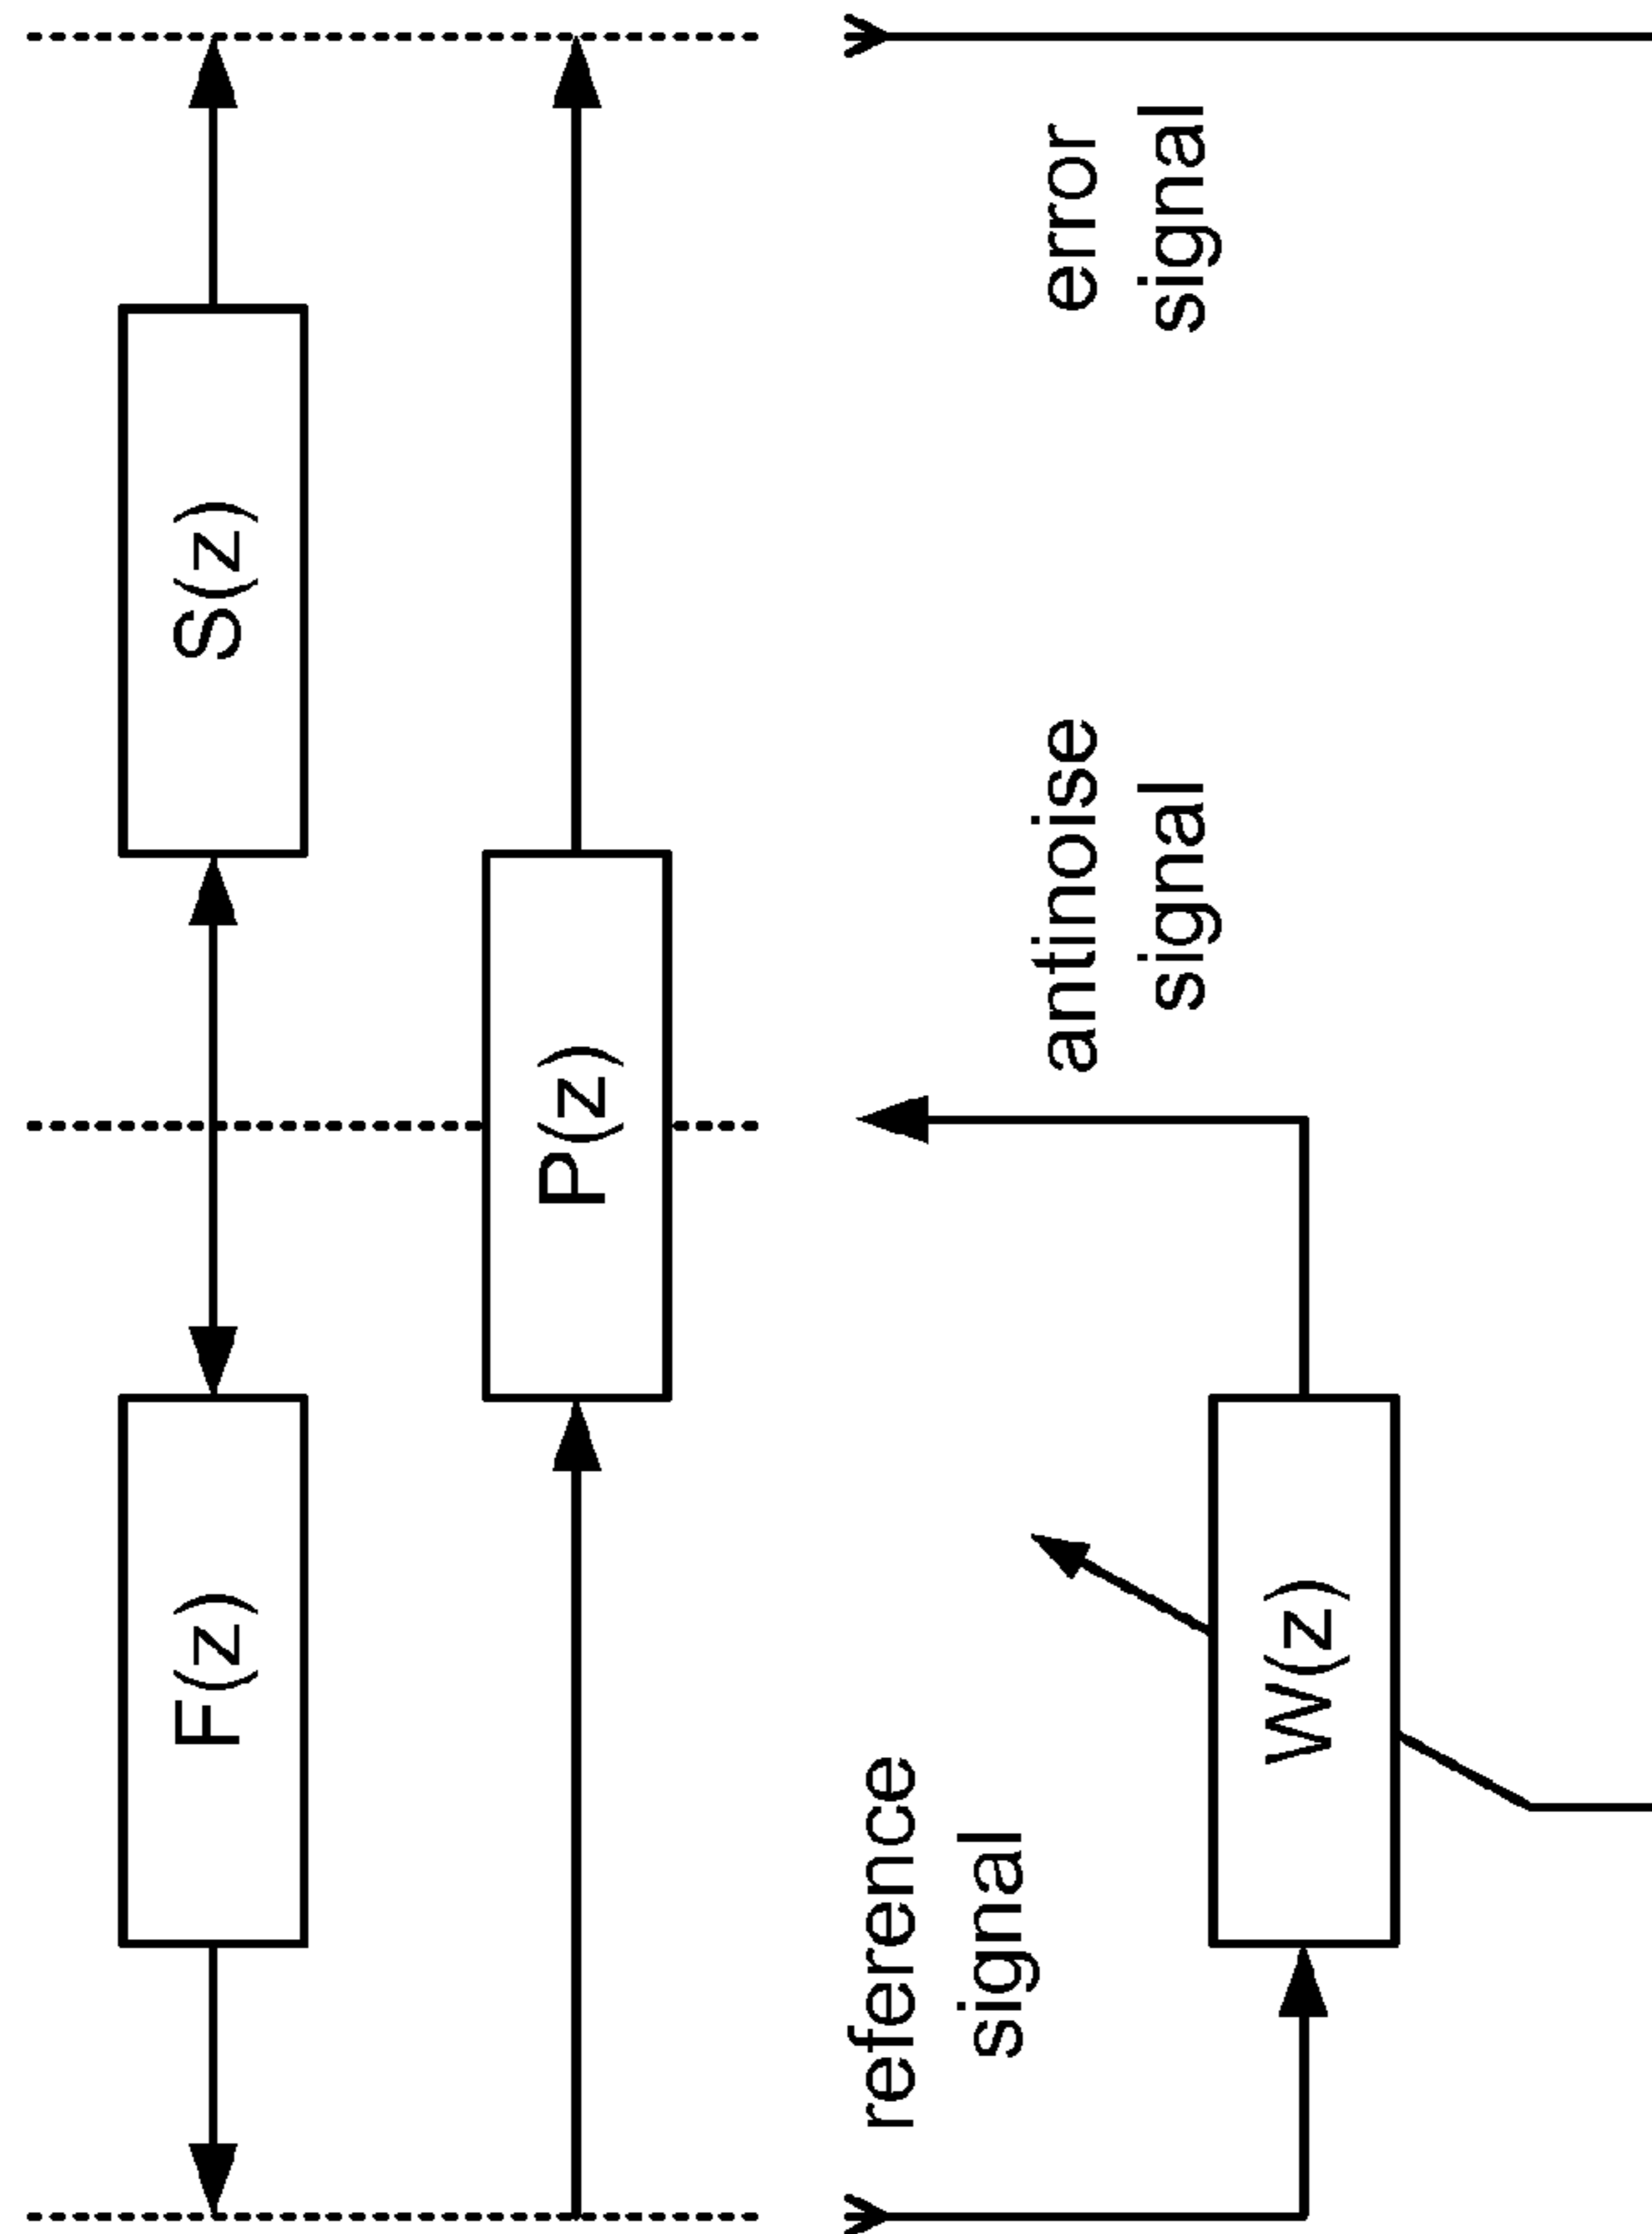 F(z)
S(z)
P(z)
reference
signal
antinoise
signal
error
signal
W(z)